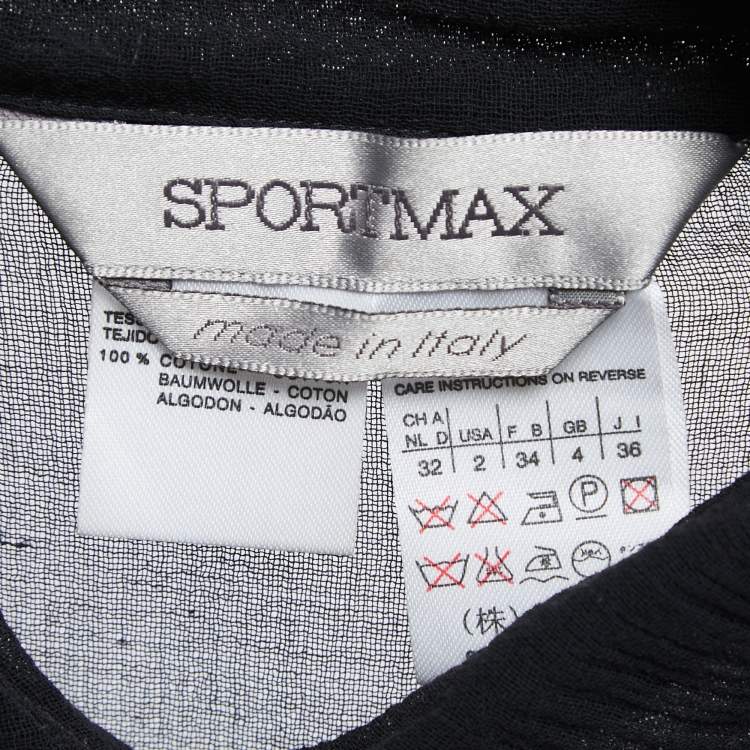 SPORTMAX
made in Italy
TEJIDO
100 % COTONE
BAUMWOLLE - COTON
ALGODON - ALGODÃO
CARE INSTRUCTIONS ON REVERSE
CH A USA F B GB J I
NL D
32 2 34 4 36
P
(株)